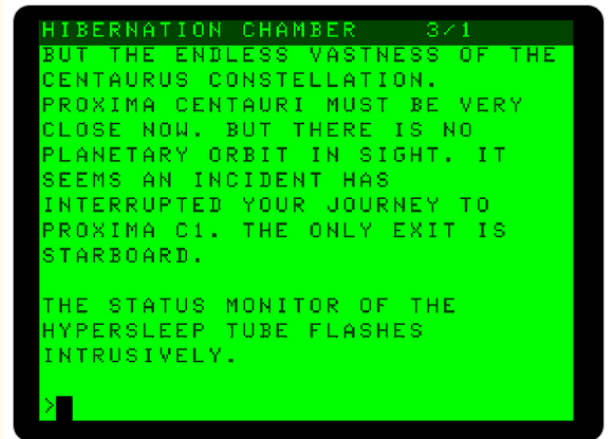 HIBERNATION CHAMBER 3/1
BUT THE ENDLESS VASTNESS OF THE
CENTAURUS CONSTELLATION.
PROXIMA CENTAURI MUST BE VERY
CLOSE NOW. BUT THERE IS NO
PLANETARY ORBIT IN SIGHT. IT
SEEMS AN INCIDENT HAS
INTERRUPTED YOUR JOURNEY TO
PROXIMA C1. THE ONLY EXIT IS
STARBOARD.
THE STATUS MONITOR OF THE
HYPERSLEEP TUBE FLASHES
INTRUSIVELY.
>